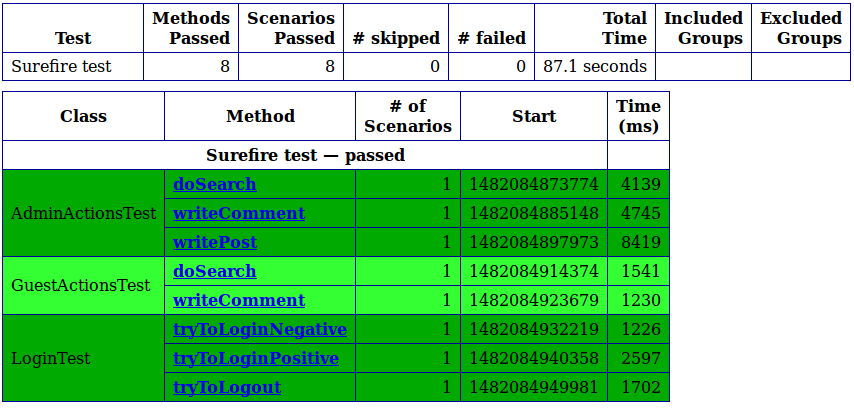 Test Methods Passed Scenarios Passed # skipped # failed Total Time Included Groups Excluded Groups
Surefire test 8 8 0 0 87.1 seconds
Class Method # of Scenarios Start Time (ms)
Surefire test — passed
AdminActionsTest doSearch 1 1482084873774 4139
writeComment 1 1482084885148 4745
writePost 1 1482084897973 8419
GuestActionsTest doSearch 1 1482084914374 1541
writeComment 1 1482084923679 1230
LoginTest tryToLoginNegative 1 1482084932219 1226
tryToLoginPositive 1 1482084940358 2597
tryToLogout 1 1482084949981 1702